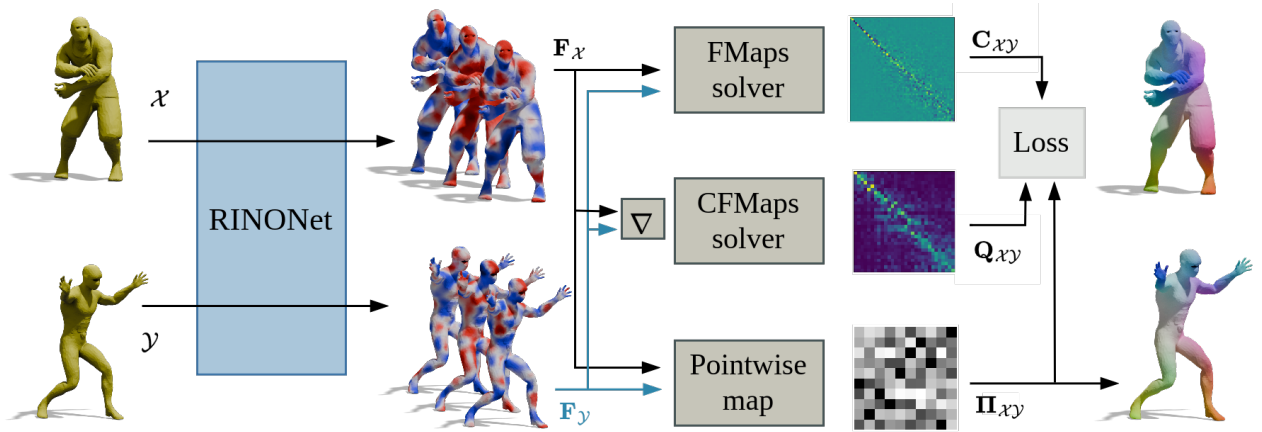 𝒳
RINONet
𝒴
F𝒳
F𝒴
FMaps
solver
∇
CFMaps
solver
Pointwise
map
C𝒳𝒴
Loss
Q𝒳𝒴
Π𝒳𝒴